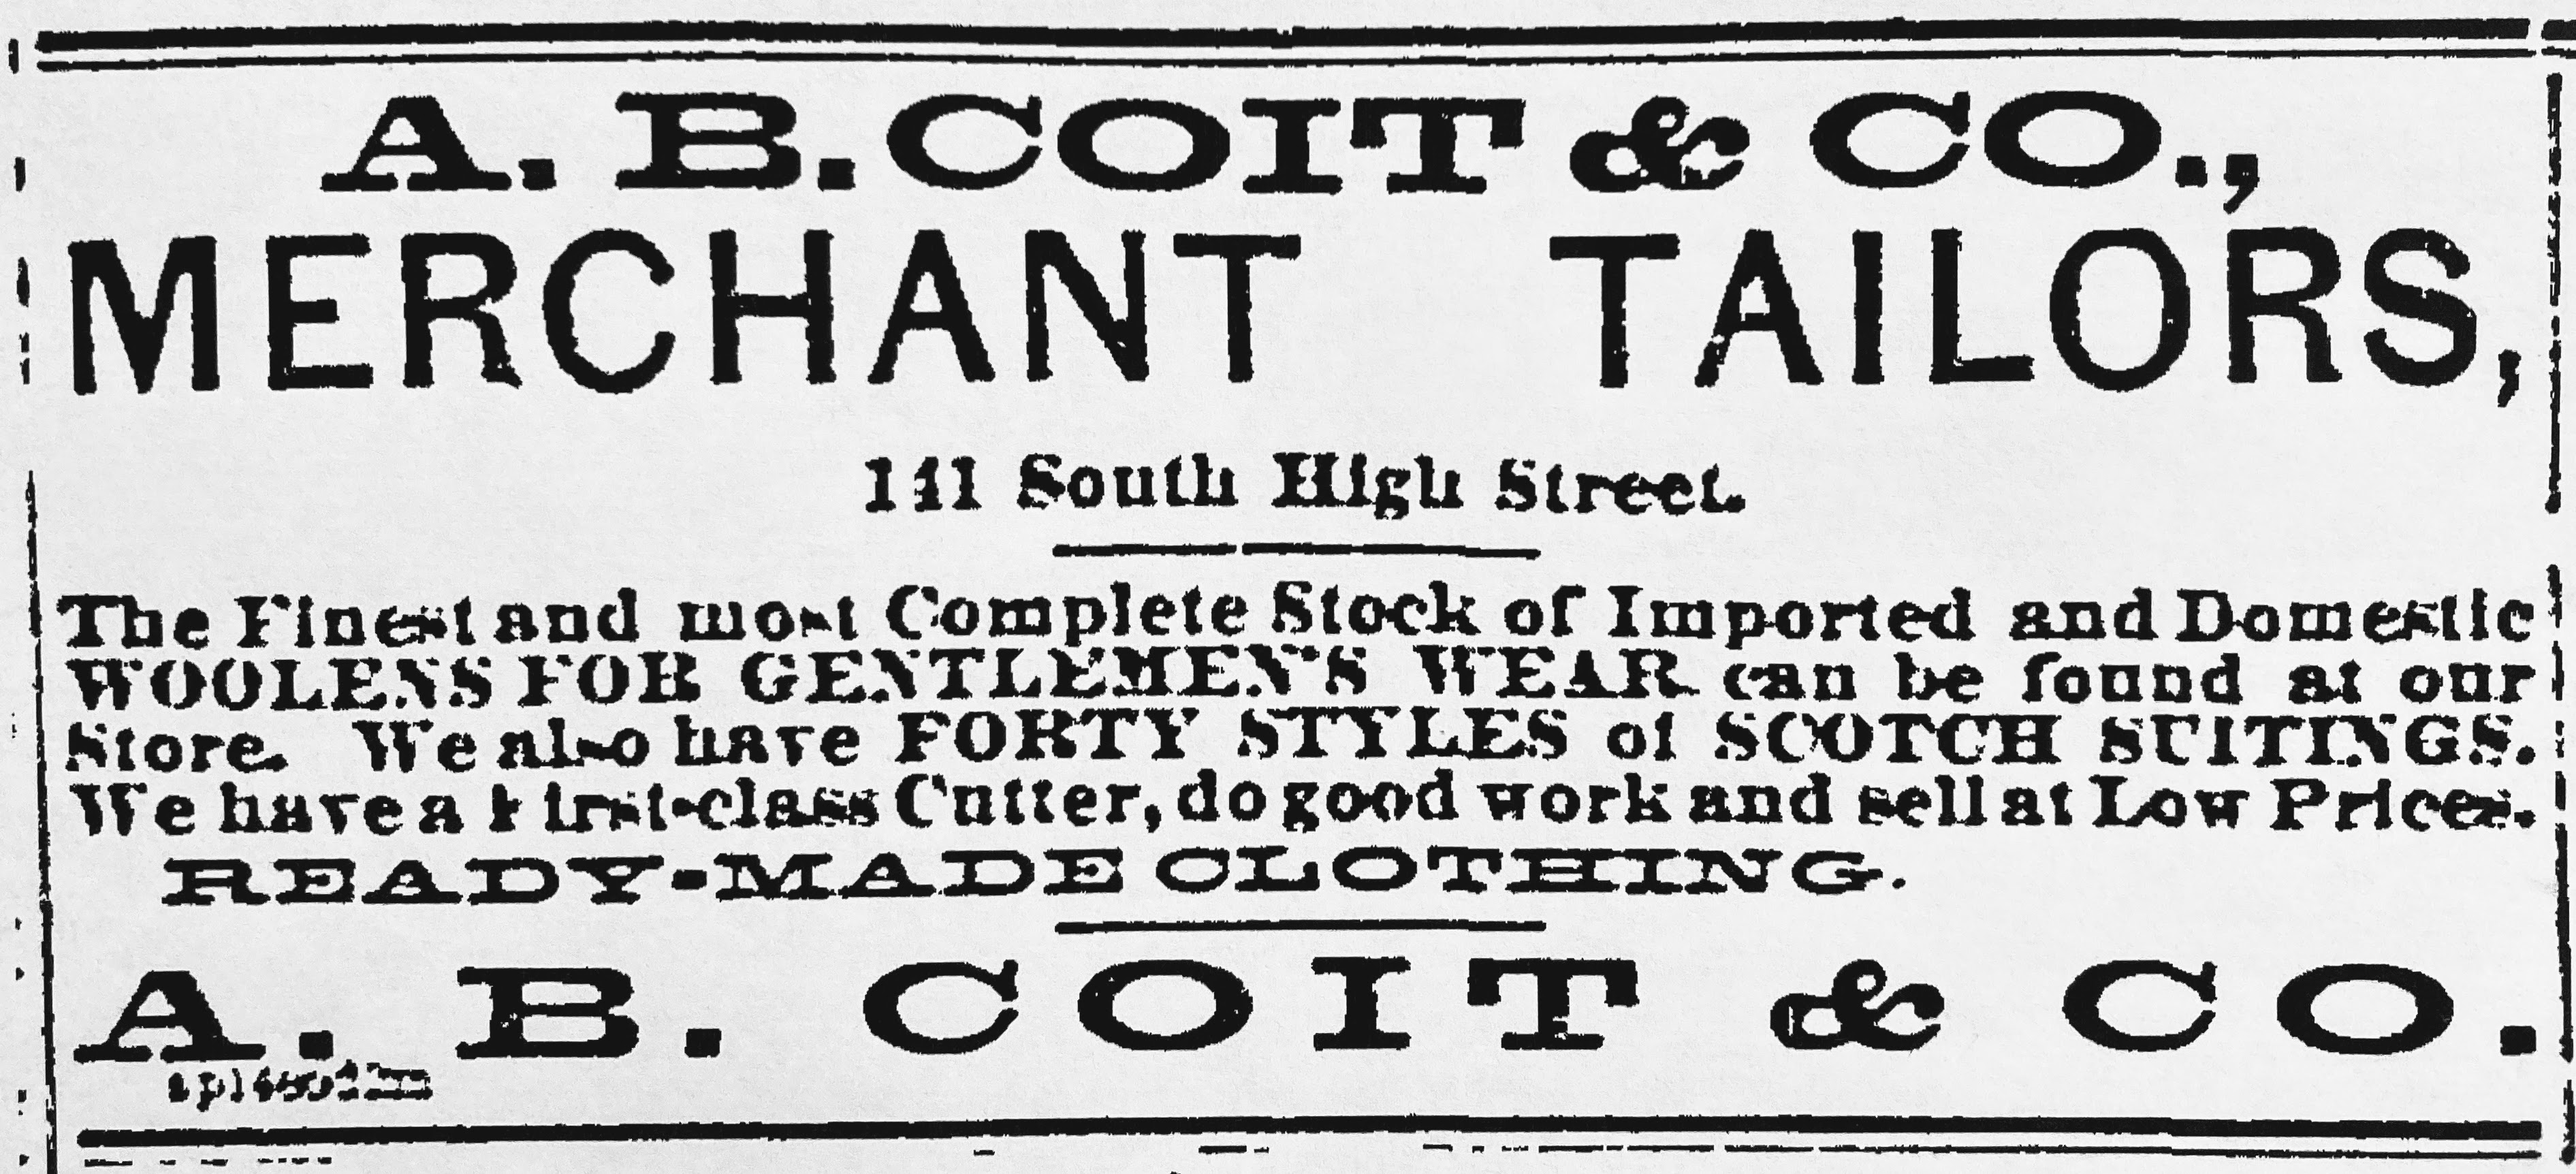 A. B. COIT & CO.,
MERCHANT TAILORS,
141 South High Street.
The Finest and most Complete Stock of Imported and Domestic
WOOLENS FOR GENTLEMEN'S WEAR can be found at our
Store. We also have FORTY STYLES of SCOTCH SUITINGS.
We have a First-class Cutter, do good work and sell at Low Prices.
READY-MADE CLOTHING.
A. B. COIT & CO.